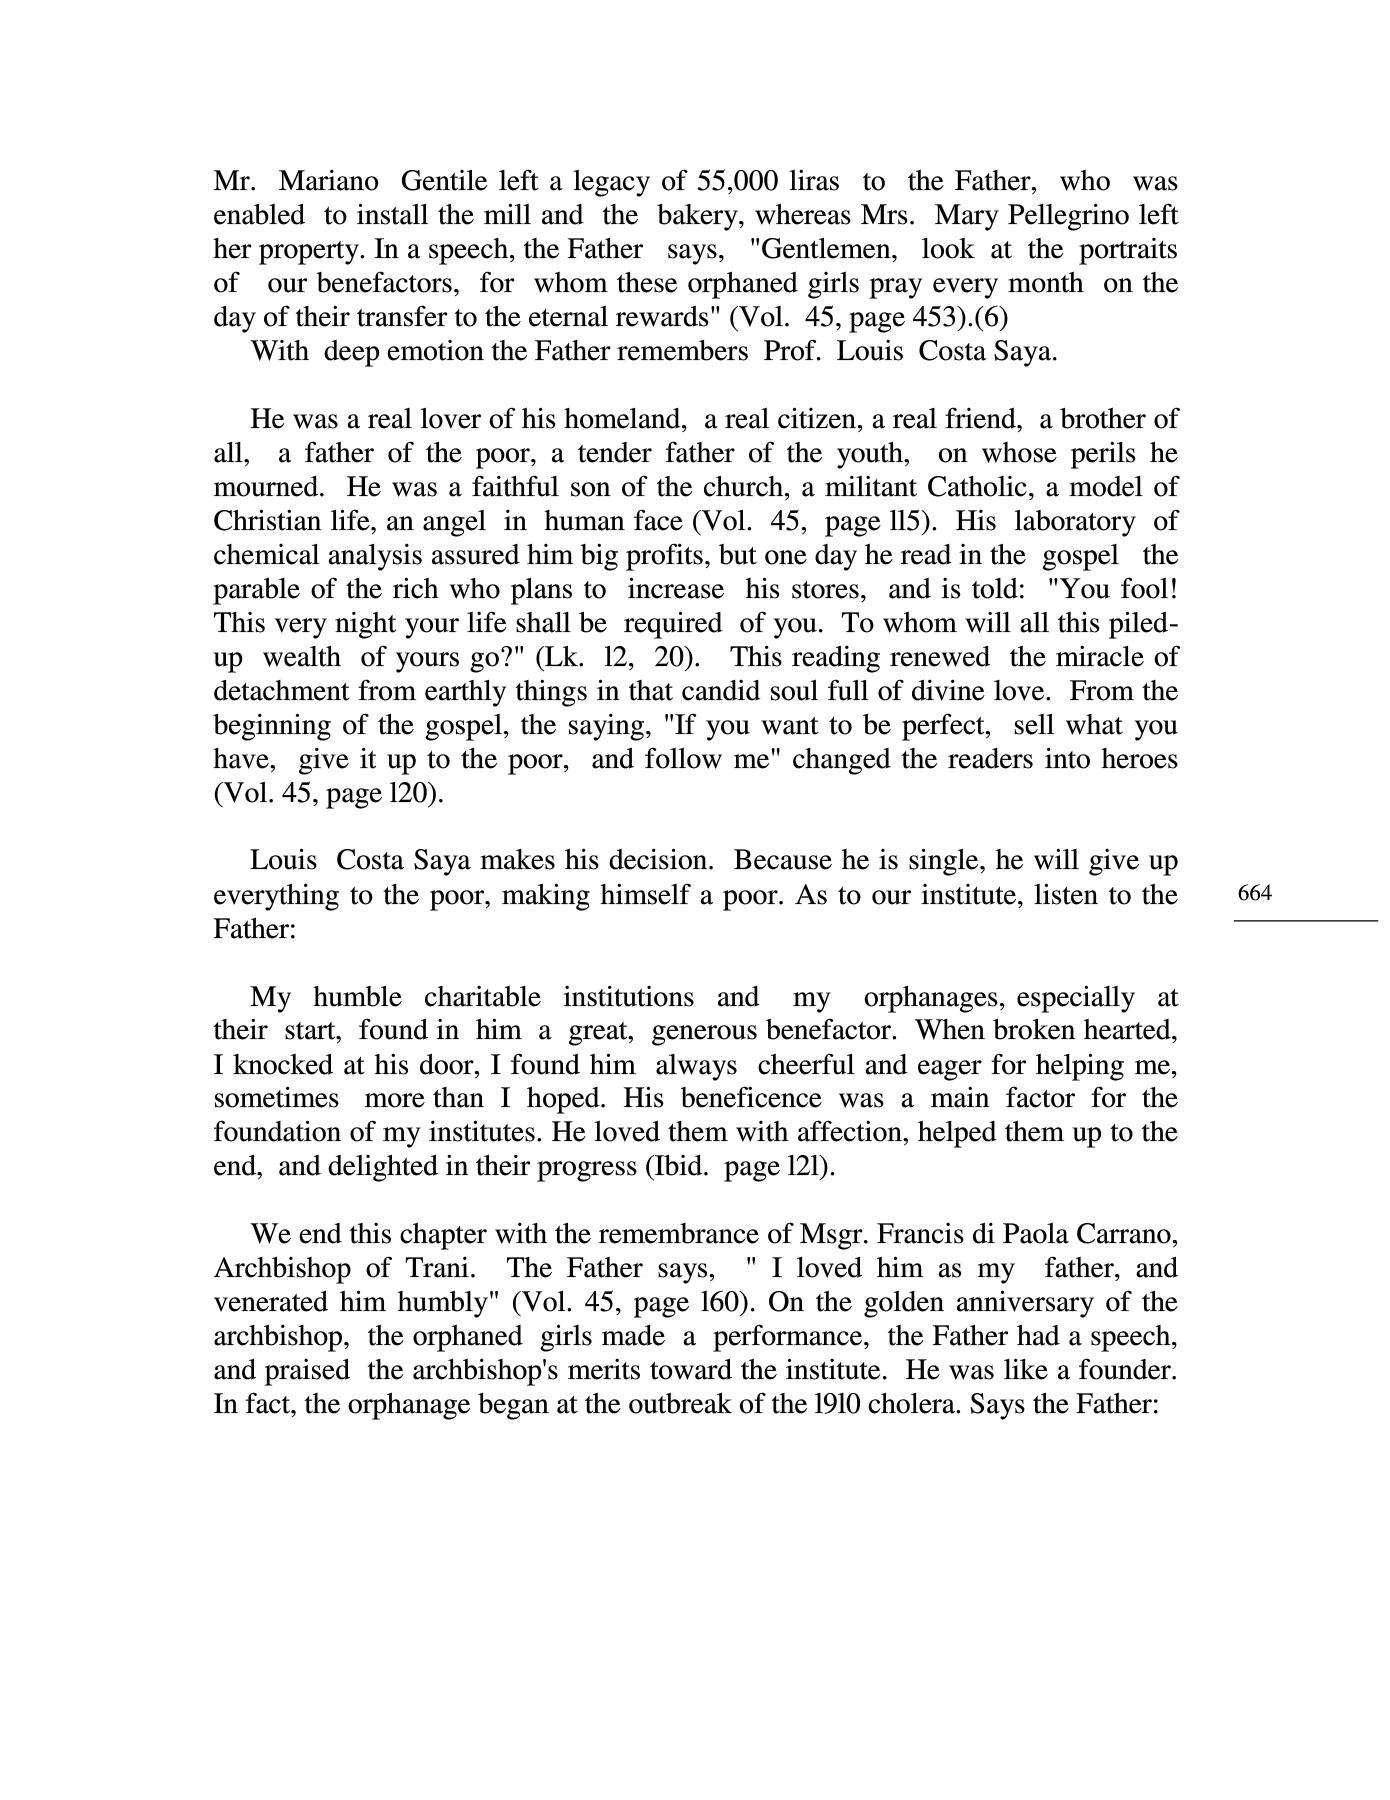 Mr. Mariano Gentile left a legacy of 55,000 liras to the Father, who was
enabled to install the mill and the bakery, whereas Mrs. Mary Pellegrino left
her property. In a speech, the Father says, "Gentlemen, look at the portraits
of our benefactors, for whom these orphaned girls pray every month on the
day of their transfer to the eternal rewards" (Vol. 45, page 453).(6)
With deep emotion the Father remembers Prof. Louis Costa Saya.
He was a real lover of his homeland, a real citizen, a real friend, a brother of
all, a father of the poor, a tender father of the youth, on whose perils he
mourned. He was a faithful son of the church, a militant Catholic, a model of
Christian life, an angel in human face (Vol. 45, page ll5). His laboratory of
chemical analysis assured him big profits, but one day he read in the gospel the
parable of the rich who plans to increase his stores, and is told: "You fool!
This very night your life shall be required of you. To whom will all this piled-
up wealth of yours go?" (Lk. l2, 20). This reading renewed the miracle of
detachment from earthly things in that candid soul full of divine love. From the
beginning of the gospel, the saying, "If you want to be perfect, sell what you
have, give it up to the poor, and follow me" changed the readers into heroes
(Vol. 45, page l20).
Louis Costa Saya makes his decision. Because he is single, he will give up
everything to the poor, making himself a poor. As to our institute, listen to the
Father:
664
My humble charitable institutions and my orphanages, especially at
their start, found in him a great, generous benefactor. When broken hearted,
I knocked at his door, I found him always cheerful and eager for helping me,
sometimes more than I hoped. His beneficence was a main factor for the
foundation of my institutes. He loved them with affection, helped them up to the
end, and delighted in their progress (Ibid. page l2l).
We end this chapter with the remembrance of Msgr. Francis di Paola Carrano,
Archbishop of Trani. The Father says, " I loved him as my father, and
venerated him humbly" (Vol. 45, page l60). On the golden anniversary of the
archbishop, the orphaned girls made a performance, the Father had a speech,
and praised the archbishop's merits toward the institute. He was like a founder.
In fact, the orphanage began at the outbreak of the l9l0 cholera. Says the Father: